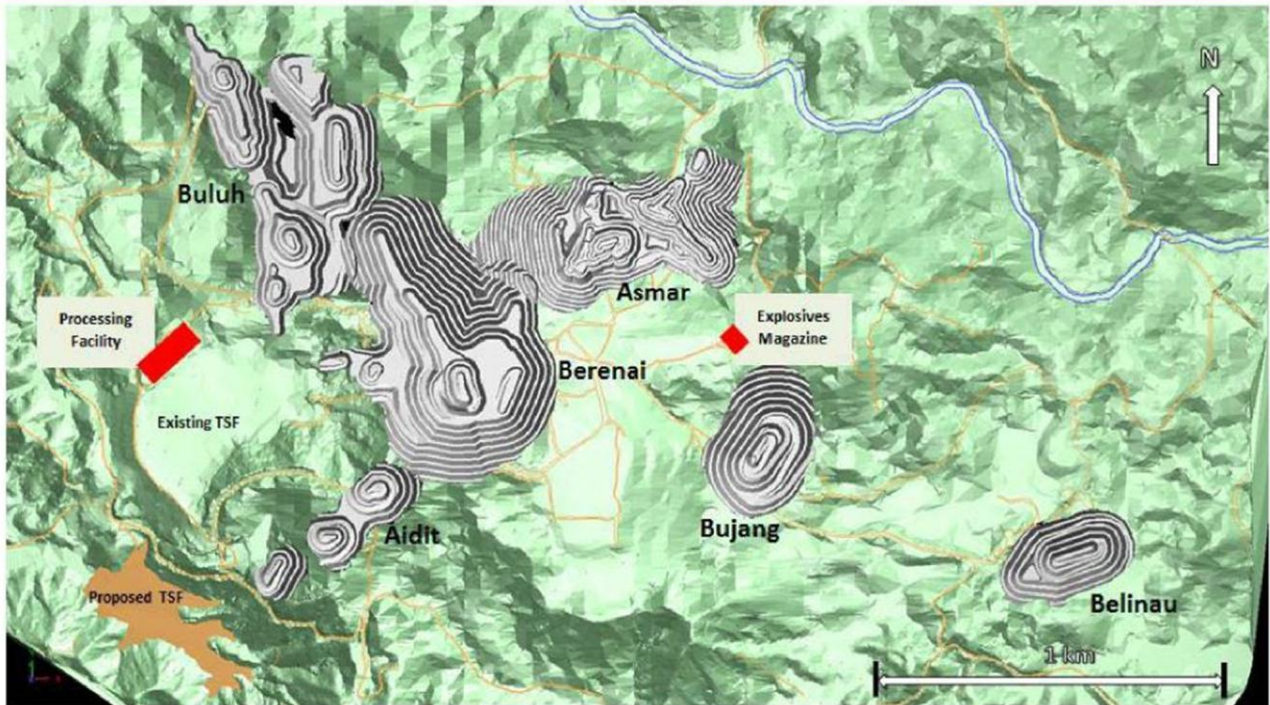 N
Buluh
Asmar
Processing
Facility
Explosives
Magazine
Berenai
Existing TSF
Bujang
Aidit
Proposed TSF
Belinau
1 km